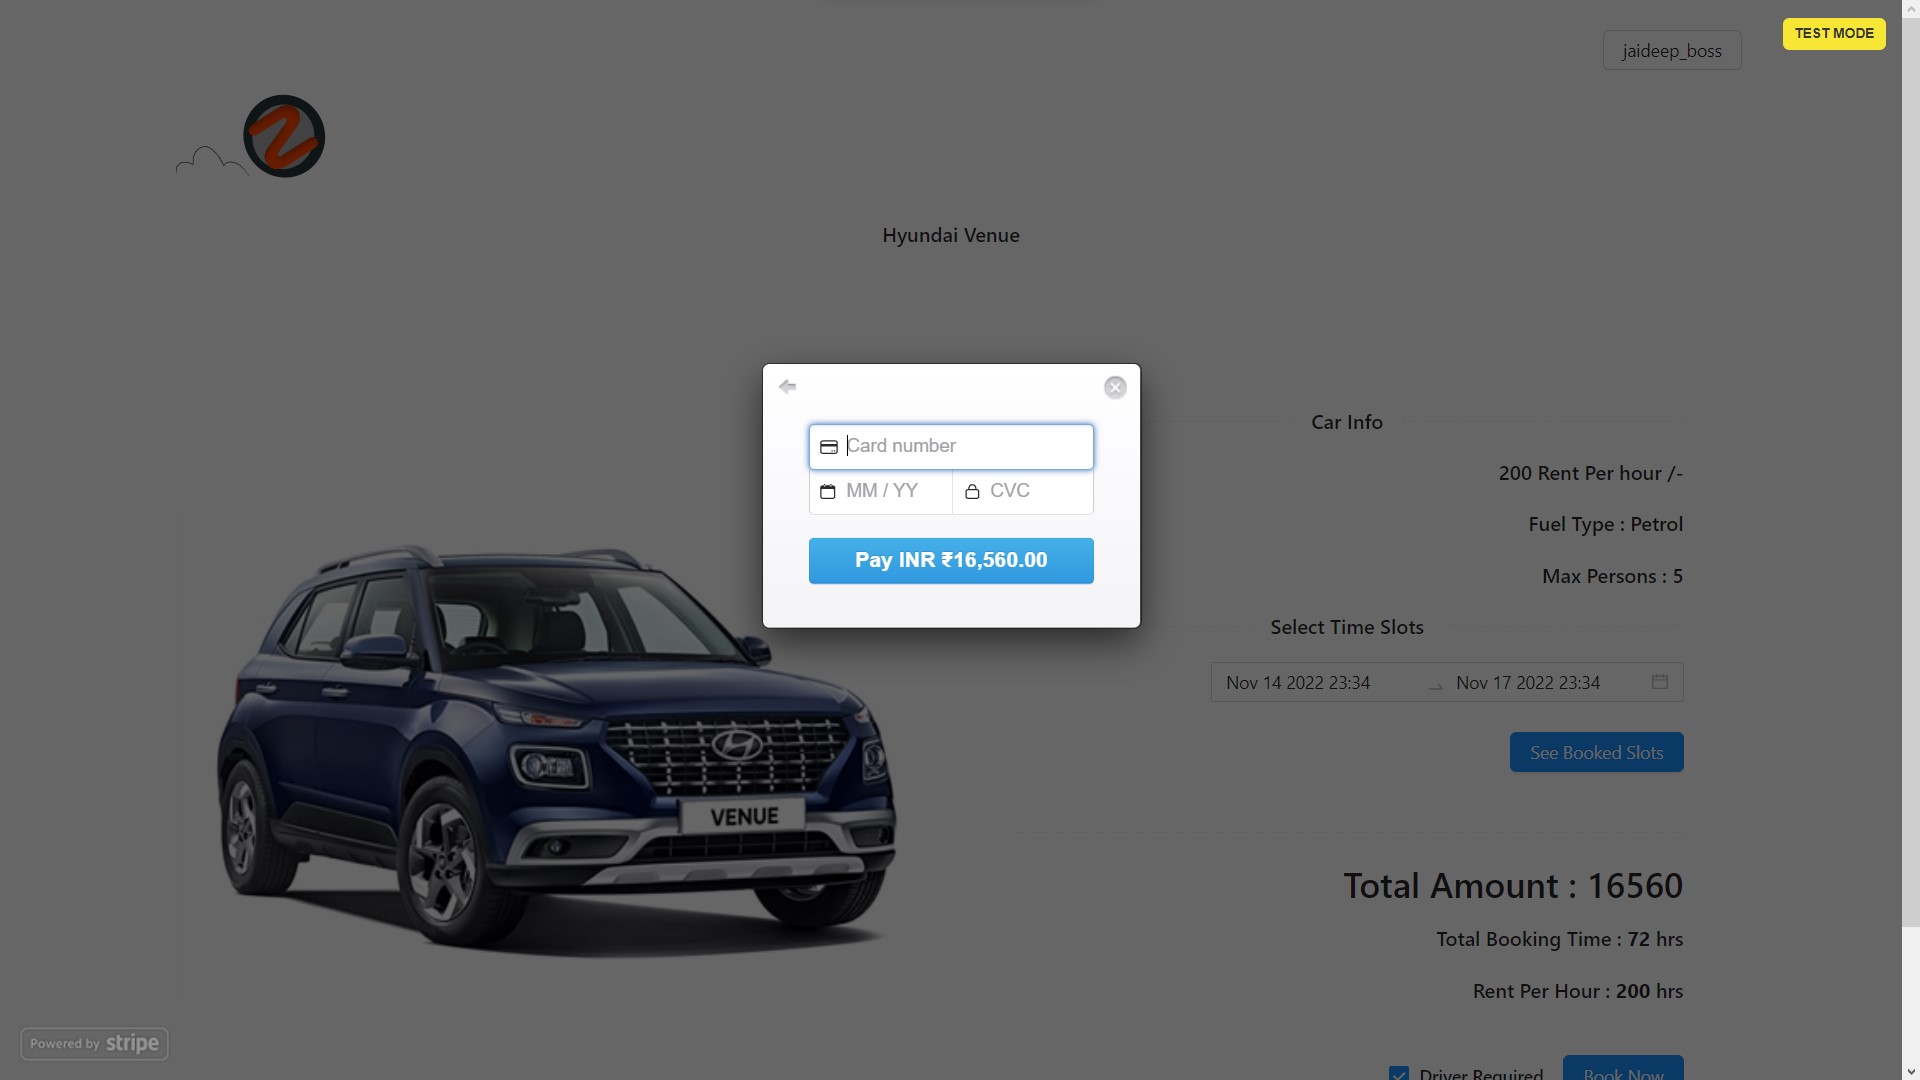 TEST MODE
jaideep_boss
Hyundai Venue
Card number
MM / YY
CVC
Pay INR ₹16,560.00
Car Info
200 Rent Per hour /-
Fuel Type : Petrol
Max Persons : 5
Select Time Slots
Nov 14 2022 23:34 → Nov 17 2022 23:34
See Booked Slots
VENUE
Total Amount : 16560
Total Booking Time : 72 hrs
Rent Per Hour : 200 hrs
Powered by stripe
Driver Required
Book Now